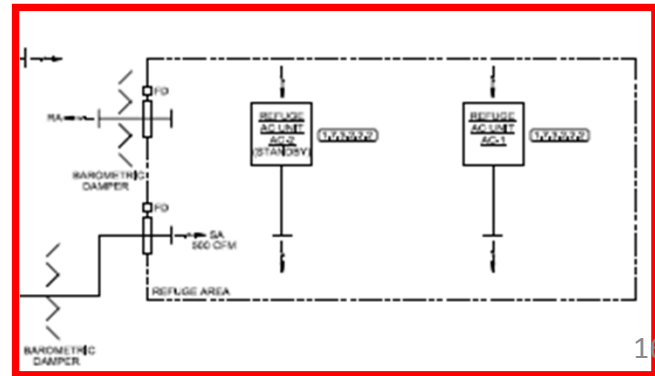 FD
RA
REFUGE
AC UNIT
AC-2
(STANDBY)
REFUGE
AC UNIT
AC-1
BAROMETRIC
DAMPER
FD
SA
500 CFM
REFUGE AREA
BAROMETRIC
DAMPER